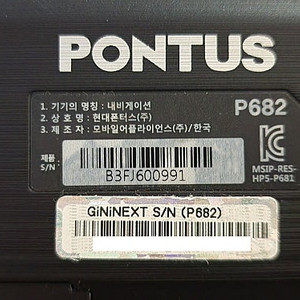 PONTUS
1. 기기의 명칭 : 내비게이션
P682
2. 상 호 명 : 현대폰터스(주)
3. 제 조 자 : 모바일어플라이언스(주)/한국
제품
S/N :
B3FJ600991
MSIP-RES-
HPS-P681
GiNiNEXT S/N (P682)